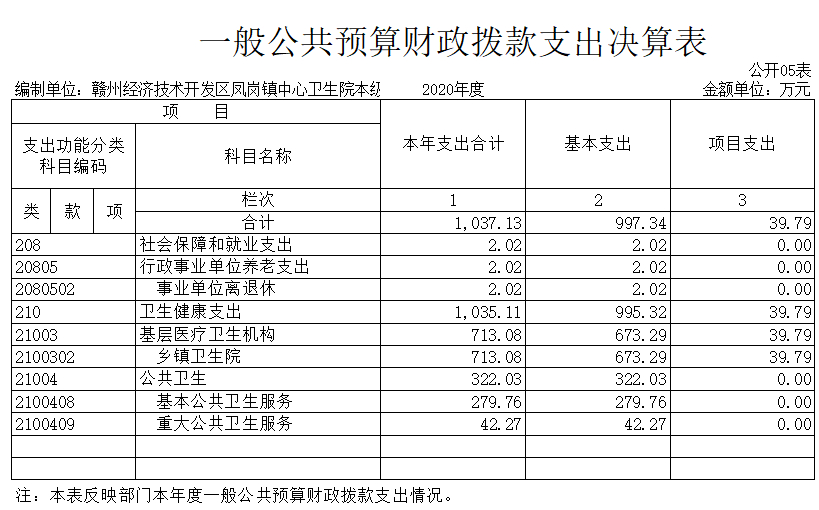 一般公共预算财政拨款支出决算表
公开05表
编制单位：赣州经济技术开发区凤岗镇中心卫生院本级 2020年度 金额单位：万元
项 目 本年支出合计 基本支出 项目支出
支出功能分类科目编码 科目名称
类 款 项 栏次 1 2 3
合计 1,037.13 997.34 39.79
208 社会保障和就业支出 2.02 2.02 0.00
20805 行政事业单位养老支出 2.02 2.02 0.00
2080502 事业单位离退休 2.02 2.02 0.00
210 卫生健康支出 1,035.11 995.32 39.79
21003 基层医疗卫生机构 713.08 673.29 39.79
2100302 乡镇卫生院 713.08 673.29 39.79
21004 公共卫生 322.03 322.03 0.00
2100408 基本公共卫生服务 279.76 279.76 0.00
2100409 重大公共卫生服务 42.27 42.27 0.00
注：本表反映部门本年度一般公共预算财政拨款支出情况。